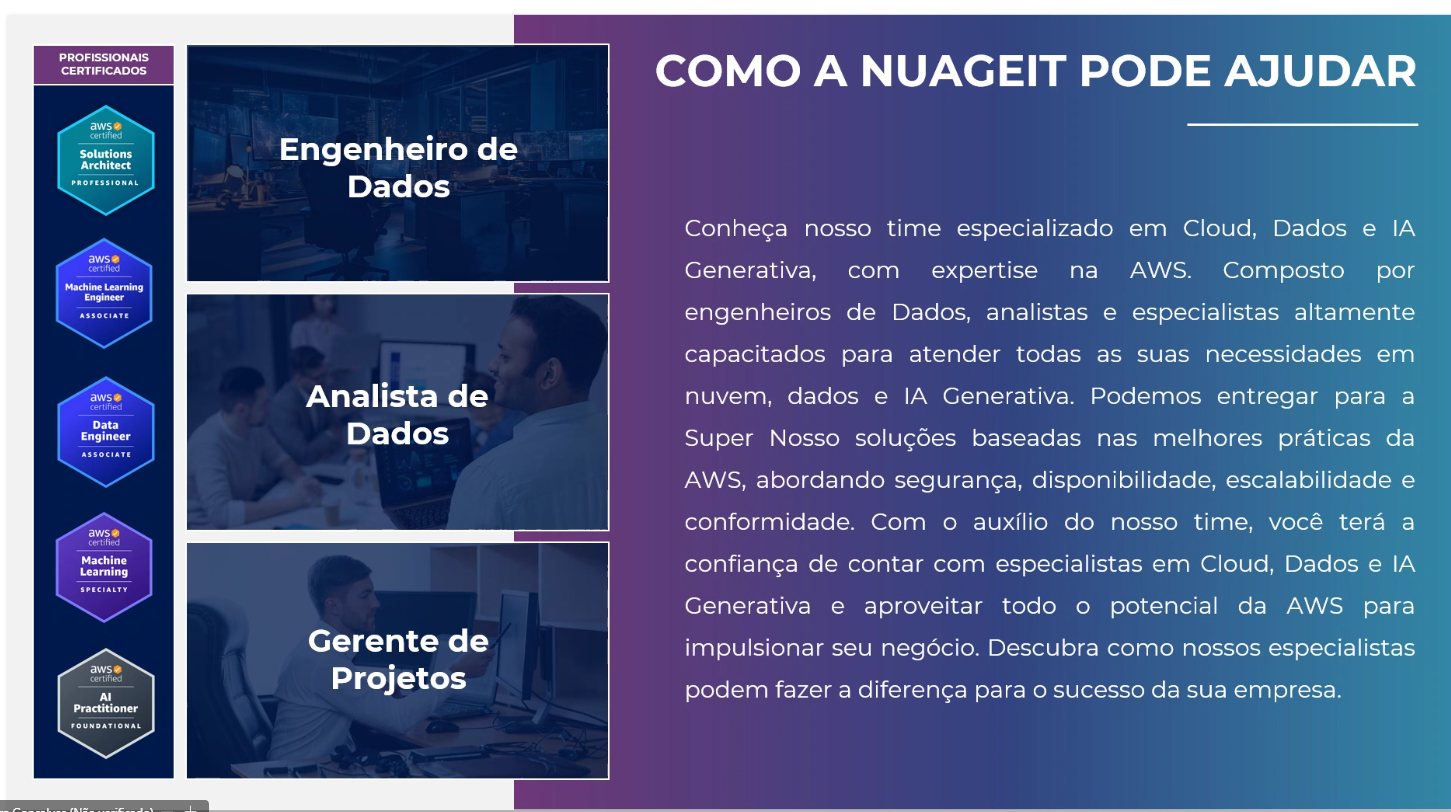 PROFISSIONAIS
CERTIFICADOS
aws
certified
Solutions
Architect
PROFESSIONAL
aws
certified
Machine Learning
Engineer
ASSOCIATE
aws
certified
Data
Engineer
ASSOCIATE
aws
certified
Machine
Learning
SPECIALTY
aws
certified
AI
Practitioner
FOUNDATIONAL
Engenheiro de
Dados
Analista de
Dados
Gerente de
Projetos
COMO A NUAGEIT PODE AJUDAR
Conheça nosso time especializado em Cloud, Dados e IA
Generativa, com expertise na AWS. Composto por
engenheiros de Dados, analistas e especialistas altamente
capacitados para atender todas as suas necessidades em
nuvem, dados e IA Generativa. Podemos entregar para a
Super Nosso soluções baseadas nas melhores práticas da
AWS, abordando segurança, disponibilidade, escalabilidade e
conformidade. Com o auxílio do nosso time, você terá a
confiança de contar com especialistas em Cloud, Dados e IA
Generativa e aproveitar todo o potencial da AWS para
impulsionar seu negócio. Descubra como nossos especialistas
podem fazer a diferença para o sucesso da sua empresa.